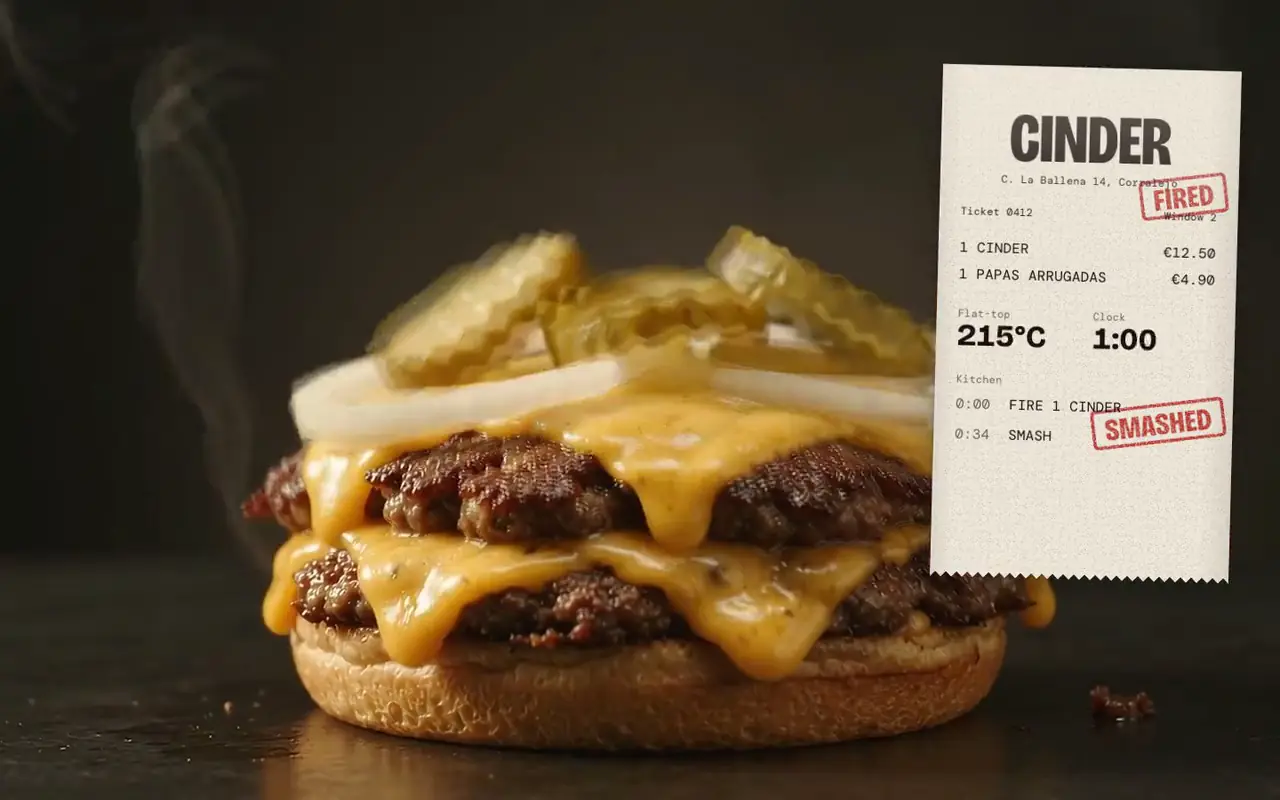 CINDER
C. La Ballena 14, Corralejo
FIRED
Ticket 0412 Window 2
1 CINDER €12.50
1 PAPAS ARRUGADAS €4.90
Flat-top Clock
215°C 1:00
Kitchen
0:00 FIRE 1 CINDER
0:34 SMASH
SMASHED